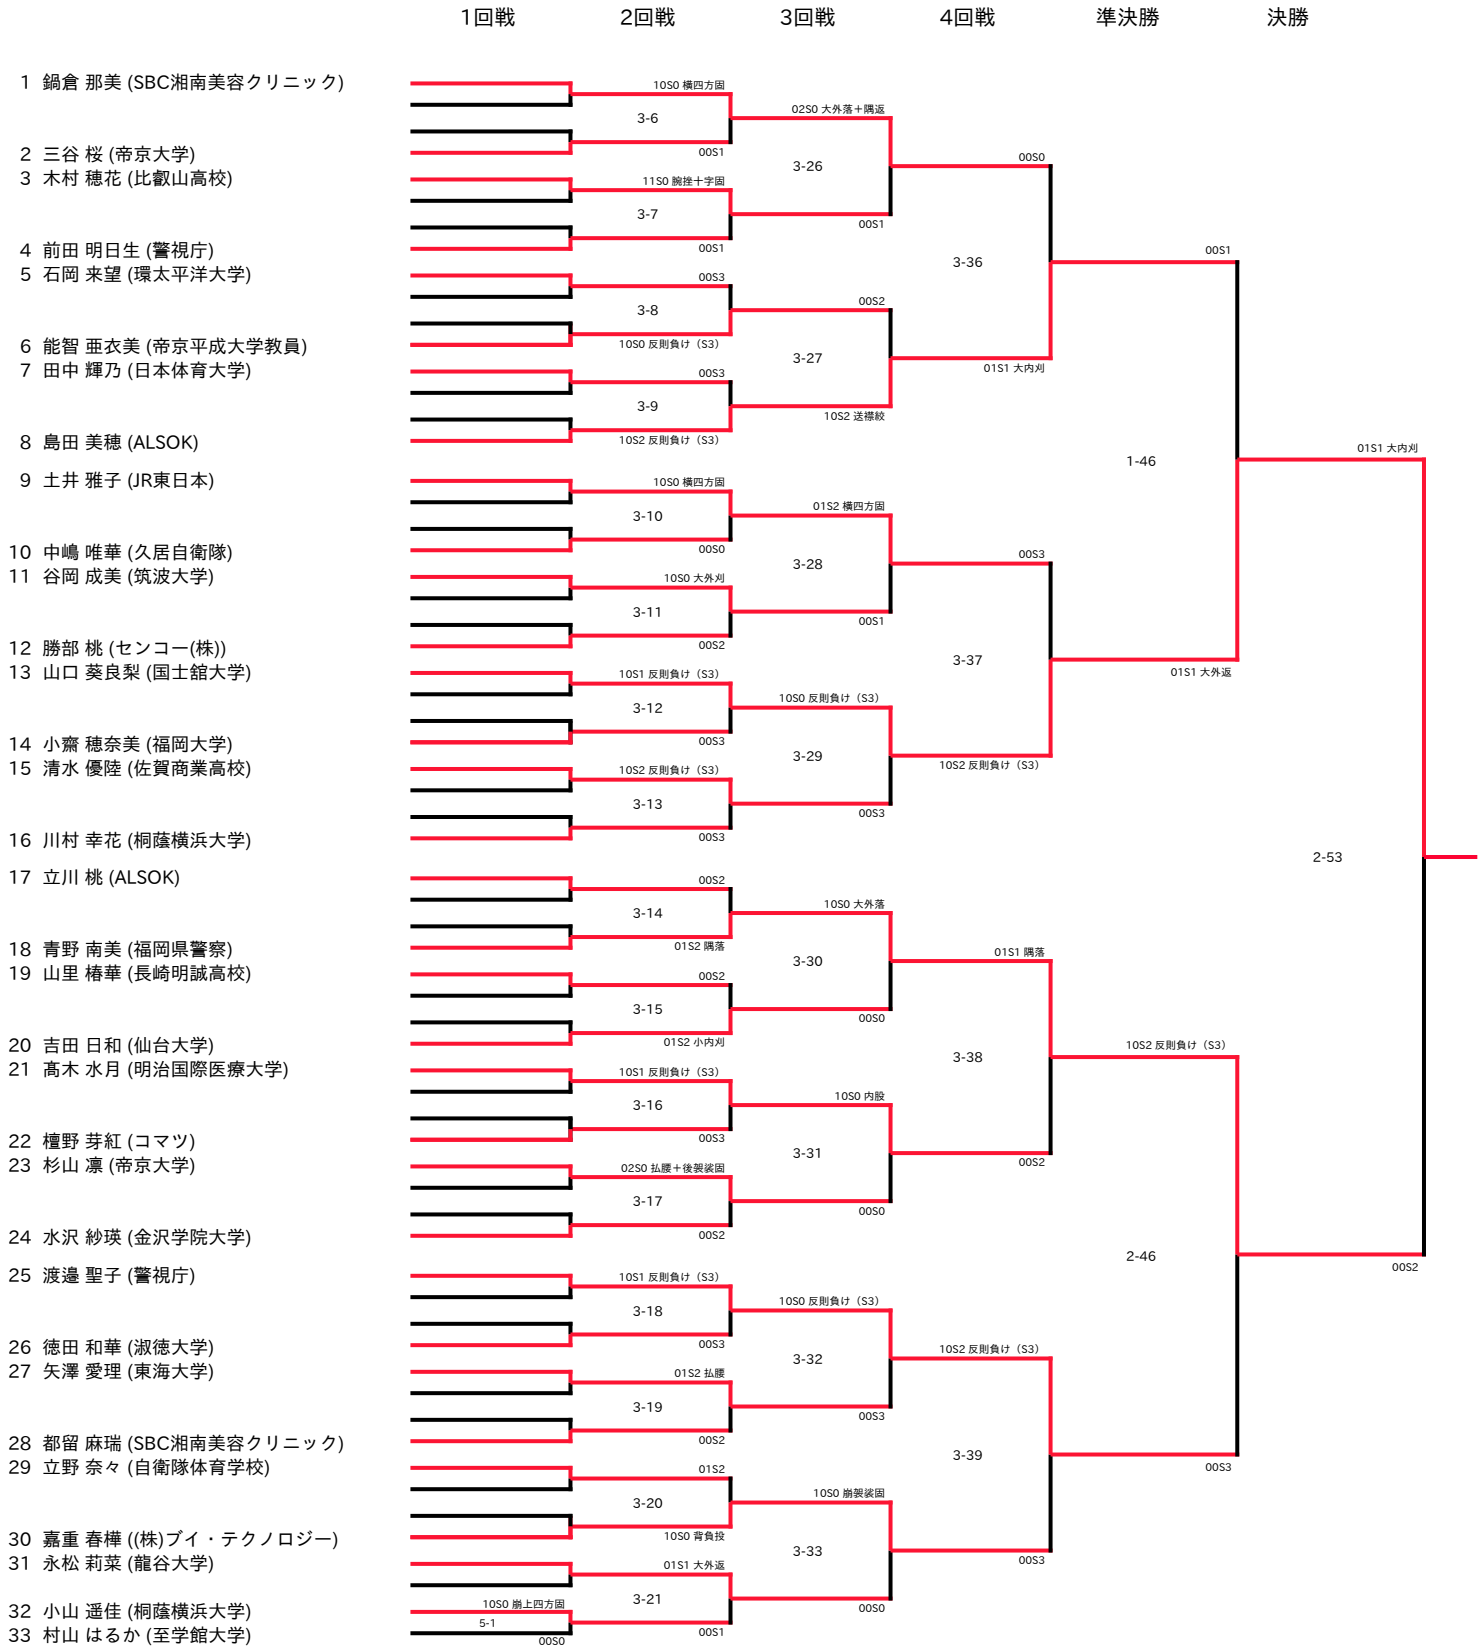 1回戦 2回戦 3回戦 4回戦 準決勝 決勝
1 鍋倉 那美 (SBC湘南美容クリニック)
10S0 横四方固
02S0 大外落＋隅返
3-6
2 三谷 桜 (帝京大学)
00S1
00S0
3-26
3 木村 穂花 (比叡山高校)
11S0 腕挫十字固
3-7
00S1
4 前田 明日生 (警視庁)
00S1
00S1
3-36
5 石岡 来望 (環太平洋大学)
00S3
00S2
3-8
6 能智 亜衣美 (帝京平成大学教員)
10S0 反則負け（S3）
3-27
01S1 大内刈
7 田中 輝乃 (日本体育大学)
00S3
3-9
10S2 送襟絞
8 島田 美穂 (ALSOK)
10S2 反則負け（S3）
01S1 大内刈
1-46
9 土井 雅子 (JR東日本)
10S0 横四方固
01S2 横四方固
3-10
10 中嶋 唯華 (久居自衛隊)
00S0
00S3
3-28
11 谷岡 成美 (筑波大学)
10S0 大外刈
3-11
00S1
12 勝部 桃 (センコー(株))
00S2
3-37
13 山口 葵良梨 (国士舘大学)
10S1 反則負け（S3）
01S1 大外返
10S0 反則負け（S3）
3-12
14 小齋 穂奈美 (福岡大学)
00S3
3-29
15 清水 優陸 (佐賀商業高校)
10S2 反則負け（S3）
10S2 反則負け（S3）
3-13
00S3
16 川村 幸花 (桐蔭横浜大学)
00S3
2-53
17 立川 桃 (ALSOK)
00S2
10S0 大外落
3-14
18 青野 南美 (福岡県警察)
01S2 隅落
01S1 隅落
3-30
19 山里 椿華 (長崎明誠高校)
00S2
3-15
00S0
20 吉田 日和 (仙台大学)
01S2 小内刈
10S2 反則負け（S3）
3-38
21 髙木 水月 (明治国際医療大学)
10S1 反則負け（S3）
10S0 内股
3-16
22 檀野 芽紅 (コマツ)
00S3
3-31
00S2
23 杉山 凛 (帝京大学)
02S0 払腰＋後袈裟固
3-17
00S0
24 水沢 紗瑛 (金沢学院大学)
00S2
2-46
00S2
25 渡邉 聖子 (警視庁)
10S1 反則負け（S3）
10S0 反則負け（S3）
3-18
26 徳田 和華 (淑徳大学)
00S3
10S2 反則負け（S3）
3-32
27 矢澤 愛理 (東海大学)
01S2 払腰
3-19
00S3
28 都留 麻瑞 (SBC湘南美容クリニック)
00S2
3-39
29 立野 奈々 (自衛隊体育学校)
01S2
00S3
10S0 崩袈裟固
3-20
30 嘉重 春樺 ((株)ブイ・テクノロジー)
10S0 背負投
3-33
00S3
31 永松 莉菜 (龍谷大学)
01S1 大外返
3-21
00S0
32 小山 遥佳 (桐蔭横浜大学)
10S0 崩上四方固
5-1
00S1
33 村山 はるか (至学館大学)
00S0